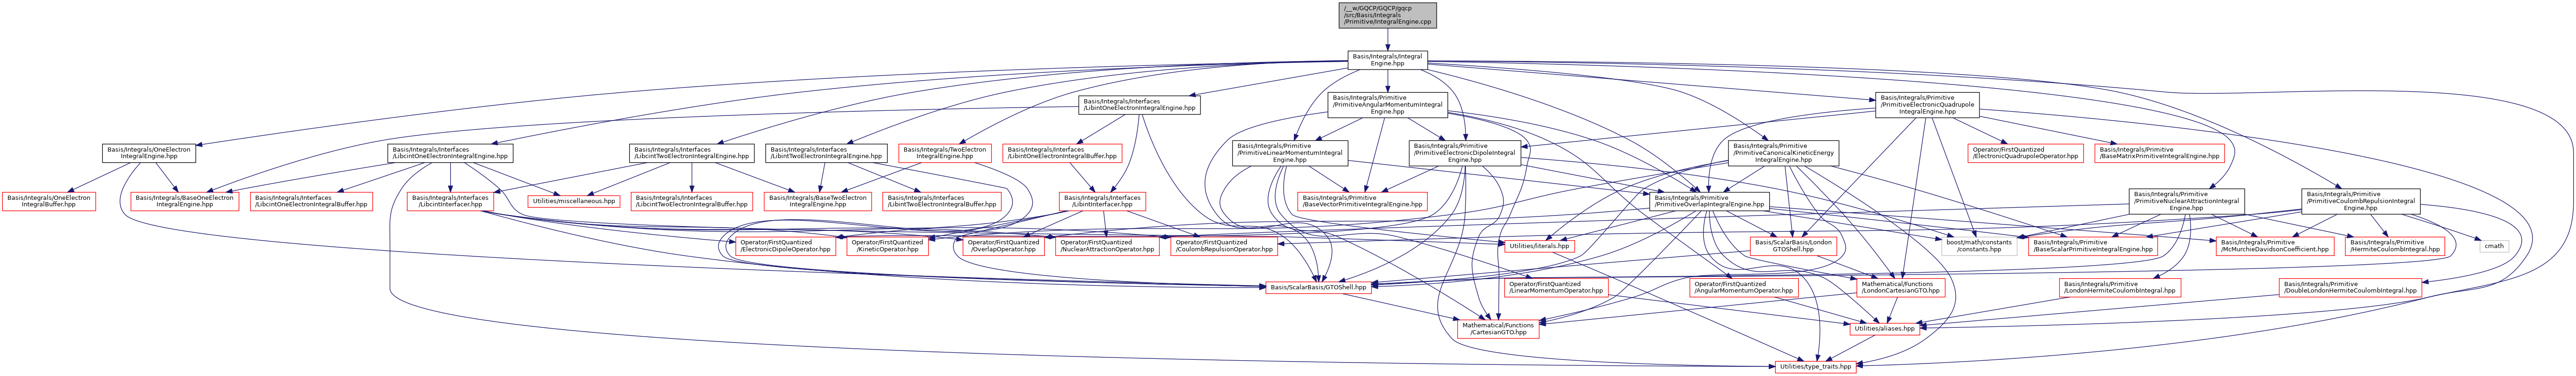 /__w/GQCP/GQCP/gqcp
/src/Basis/Integrals
/Primitive/IntegralEngine.cpp
Basis/Integrals/Integral
Engine.hpp
Basis/Integrals/Interfaces
/LibintOneElectronIntegralEngine.hpp
Basis/Integrals/Primitive
/PrimitiveAngularMomentumIntegral
Engine.hpp
Basis/Integrals/Primitive
/PrimitiveElectronicQuadrupole
IntegralEngine.hpp
Basis/Integrals/OneElectron
IntegralEngine.hpp
Basis/Integrals/Interfaces
/LibcintOneElectronIntegralEngine.hpp
Basis/Integrals/Interfaces
/LibcintTwoElectronIntegralEngine.hpp
Basis/Integrals/Interfaces
/LibintTwoElectronIntegralEngine.hpp
Basis/Integrals/TwoElectron
IntegralEngine.hpp
Basis/Integrals/Interfaces
/LibintOneElectronIntegralBuffer.hpp
Basis/Integrals/Primitive
/PrimitiveLinearMomentumIntegral
Engine.hpp
Basis/Integrals/Primitive
/PrimitiveElectronicDipoleIntegral
Engine.hpp
Basis/Integrals/Primitive
/PrimitiveCanonicalKineticEnergy
IntegralEngine.hpp
Operator/FirstQuantized
/ElectronicQuadrupoleOperator.hpp
Basis/Integrals/Primitive
/BaseMatrixPrimitiveIntegralEngine.hpp
Basis/Integrals/OneElectron
IntegralBuffer.hpp
Basis/Integrals/BaseOneElectron
IntegralEngine.hpp
Basis/Integrals/Interfaces
/LibcintOneElectronIntegralBuffer.hpp
Basis/Integrals/Interfaces
/LibcintInterfacer.hpp
Utilities/miscellaneous.hpp
Basis/Integrals/Interfaces
/LibcintTwoElectronIntegralBuffer.hpp
Basis/Integrals/BaseTwoElectron
IntegralEngine.hpp
Basis/Integrals/Interfaces
/LibintTwoElectronIntegralBuffer.hpp
Basis/Integrals/Interfaces
/LibintInterfacer.hpp
Basis/Integrals/Primitive
/BaseVectorPrimitiveIntegralEngine.hpp
Basis/Integrals/Primitive
/PrimitiveOverlapIntegralEngine.hpp
Basis/Integrals/Primitive
/PrimitiveNuclearAttractionIntegral
Engine.hpp
Basis/Integrals/Primitive
/PrimitiveCoulombRepulsionIntegral
Engine.hpp
Operator/FirstQuantized
/ElectronicDipoleOperator.hpp
Operator/FirstQuantized
/KineticOperator.hpp
Operator/FirstQuantized
/OverlapOperator.hpp
Operator/FirstQuantized
/NuclearAttractionOperator.hpp
Operator/FirstQuantized
/CoulombRepulsionOperator.hpp
Utilities/literals.hpp
Basis/ScalarBasis/London
GTOShell.hpp
boost/math/constants
/constants.hpp
Basis/Integrals/Primitive
/BaseScalarPrimitiveIntegralEngine.hpp
Basis/Integrals/Primitive
/McMurchieDavidsonCoefficient.hpp
Basis/Integrals/Primitive
/HermiteCoulombIntegral.hpp
cmath
Basis/ScalarBasis/GTOShell.hpp
Operator/FirstQuantized
/LinearMomentumOperator.hpp
Operator/FirstQuantized
/AngularMomentumOperator.hpp
Mathematical/Functions
/LondonCartesianGTO.hpp
Basis/Integrals/Primitive
/LondonHermiteCoulombIntegral.hpp
Basis/Integrals/Primitive
/DoubleLondonHermiteCoulombIntegral.hpp
Mathematical/Functions
/CartesianGTO.hpp
Utilities/aliases.hpp
Utilities/type_traits.hpp